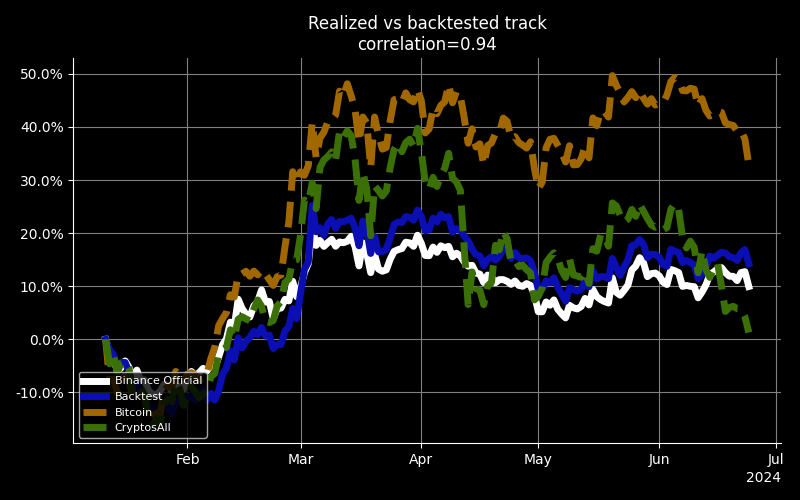 Realized vs backtested track
correlation=0.94
50.0%
40.0%
30.0%
20.0%
10.0%
0.0%
-10.0%
Binance Official
Backtest
Bitcoin
CryptosAll
Feb Mar Apr May Jun Jul
2024